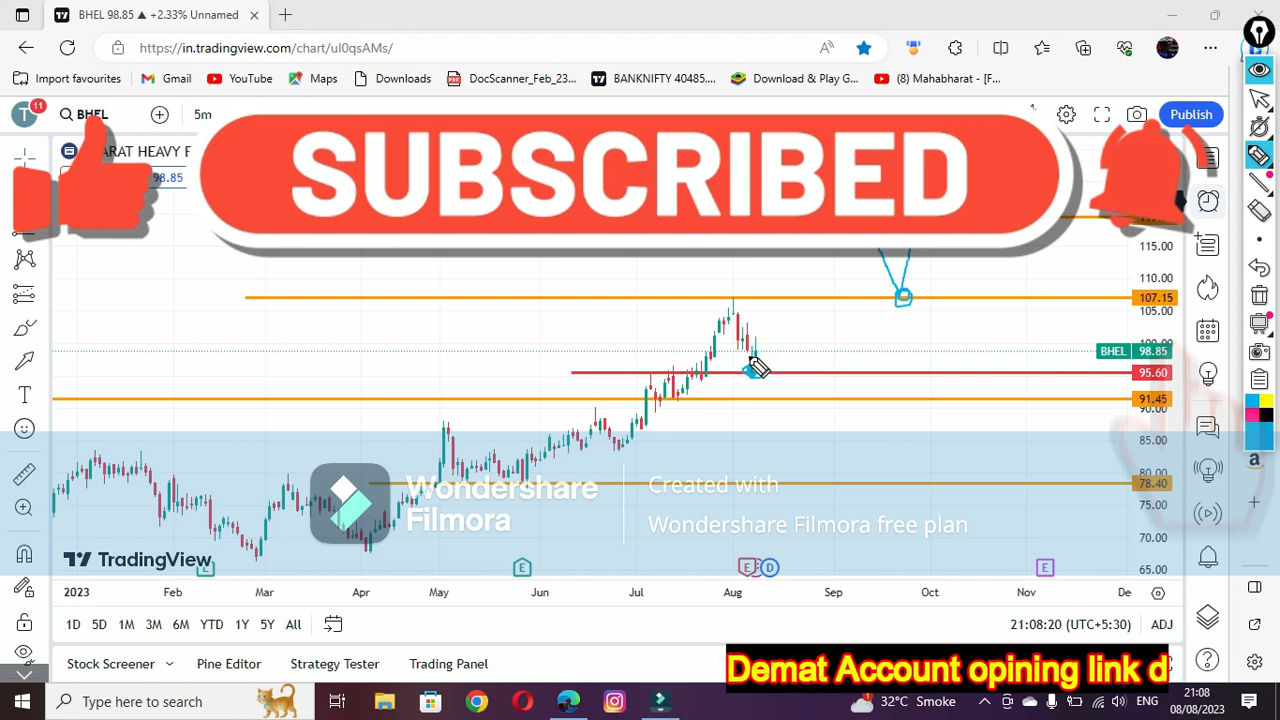 BHEL 98.85 ▲ +2.33% Unnamed
https://in.tradingview.com/chart/uI0qsAMs/
Import favourites Gmail YouTube Maps Downloads DocScanner_Feb_23... BANKNIFTY 40485.... Download & Play G... (8) Mahabharat - [F...
T 11 BHEL 5m Publish
SUBSCRIBED
98.85
115.00
110.00
107.15
105.00
100.00
BHEL 98.85
95.60
91.45
90.00
85.00
80.00
78.40
75.00
70.00
65.00
Wondershare
Filmora
Created with
Wondershare Filmora free plan
TradingView
E E E D E
2023 Feb Mar Apr May Jun Jul Aug Sep Oct Nov De
1D 5D 1M 3M 6M YTD 1Y 5Y All 21:08:20 (UTC+5:30) ADJ
Stock Screener Pine Editor Strategy Tester Trading Panel
Demat Account opining link d
Type here to search 32°C Smoke ENG 21:08
08/08/2023